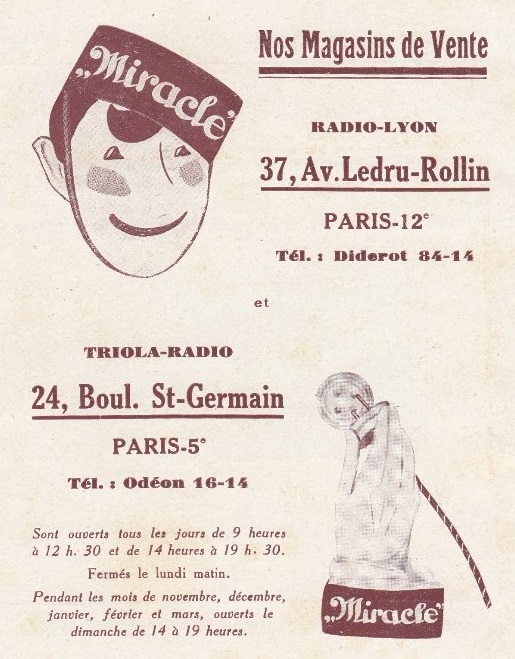 „Miracle"
Nos Magasins de Vente
RADIO-LYON
37, Av. Ledru-Rollin
PARIS-12e
Tél. : Diderot 84-14
et
TRIOLA-RADIO
24, Boul. St-Germain
PARIS-5e
Tél. : Odéon 16-14
Sont ouverts tous les jours de 9 heures
à 12 h. 30 et de 14 heures à 19 h. 30.
Fermés le lundi matin.
Pendant les mois de novembre, décembre,
janvier, février et mars, ouverts le
dimanche de 14 à 19 heures.
„Miracle"